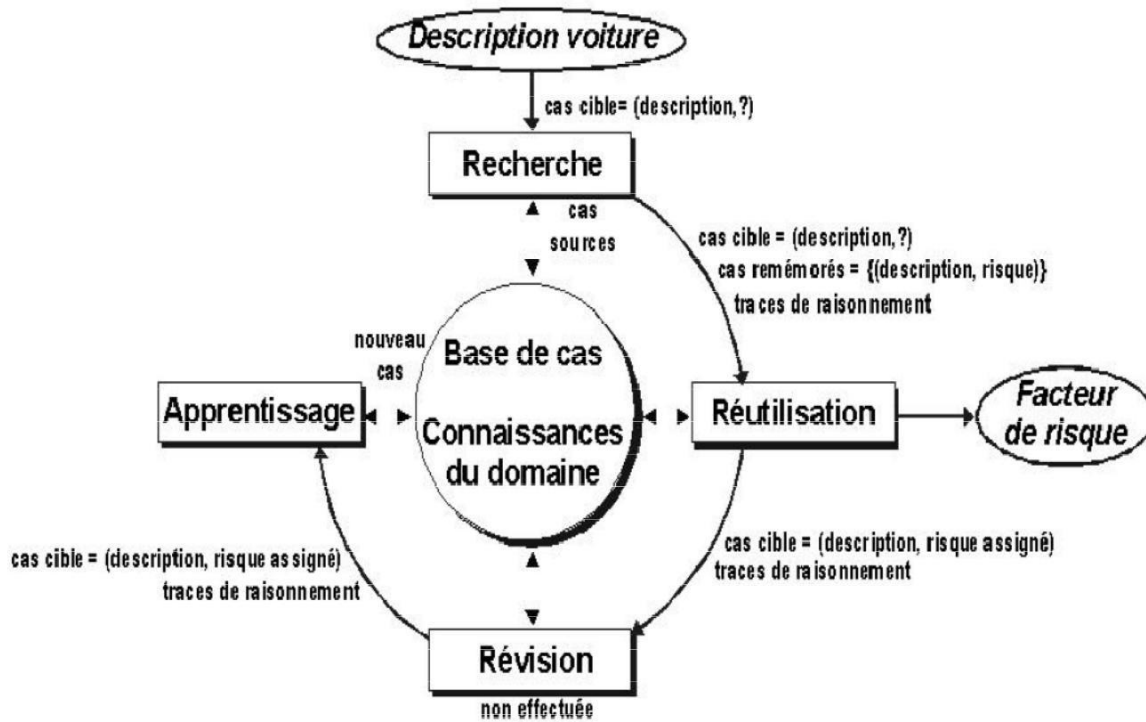 Description voiture
cas cible= (description,?)
Recherche
cas
sources
cas cible = (description,?)
cas remémorés = {(description, risque)}
traces de raisonnement
nouveau
cas
Base de cas
Connaissances
du domaine
Apprentissage
Réutilisation
Facteur
de risque
cas cible = (description, risque assigné)
traces de raisonnement
cas cible = (description, risque assigné)
traces de raisonnement
Révision
non effectuée